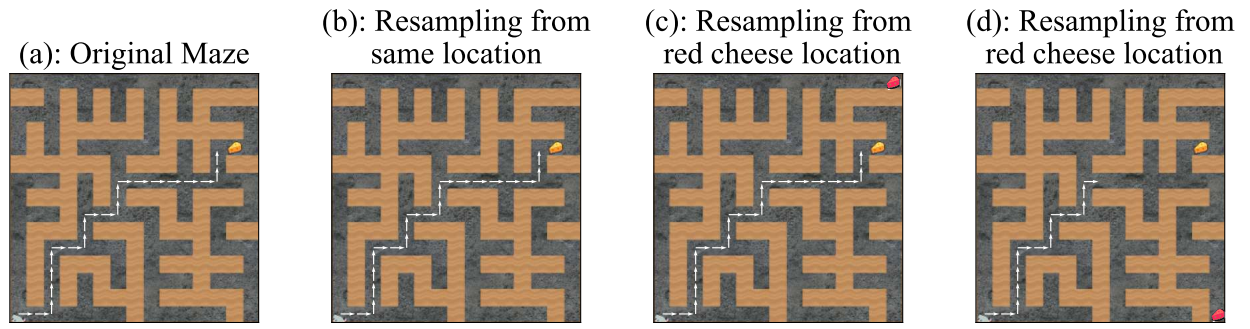 (a): Original Maze
(b): Resampling from
same location
(c): Resampling from
red cheese location
(d): Resampling from
red cheese location